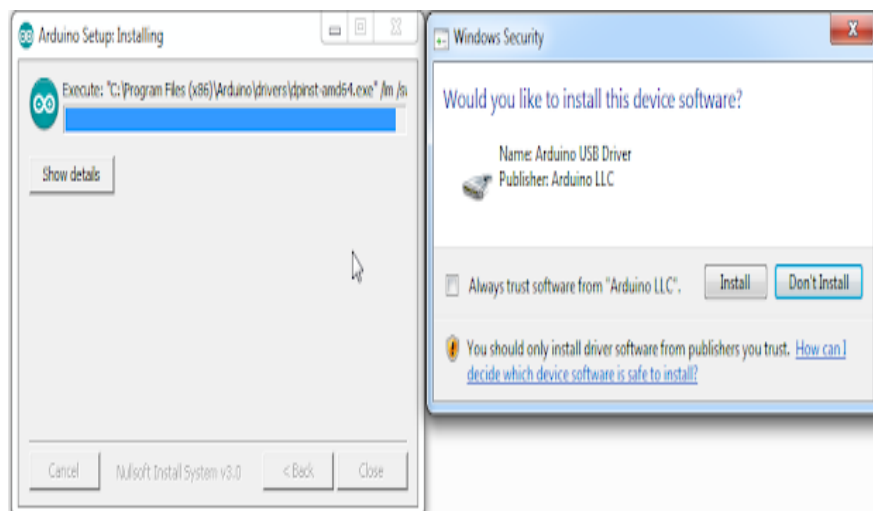 Arduino Setup: Installing
Execute: "C:\Program Files (x86)\Arduino\drivers\dpinst-amd64.exe" /m /s
Show details
Cancel
Nullsoft Install System v3.0
< Back
Close
Windows Security
Would you like to install this device software?
Name: Arduino USB Driver
Publisher: Arduino LLC
Always trust software from "Arduino LLC".
Install
Don't Install
You should only install driver software from publishers you trust. How can I
decide which device software is safe to install?